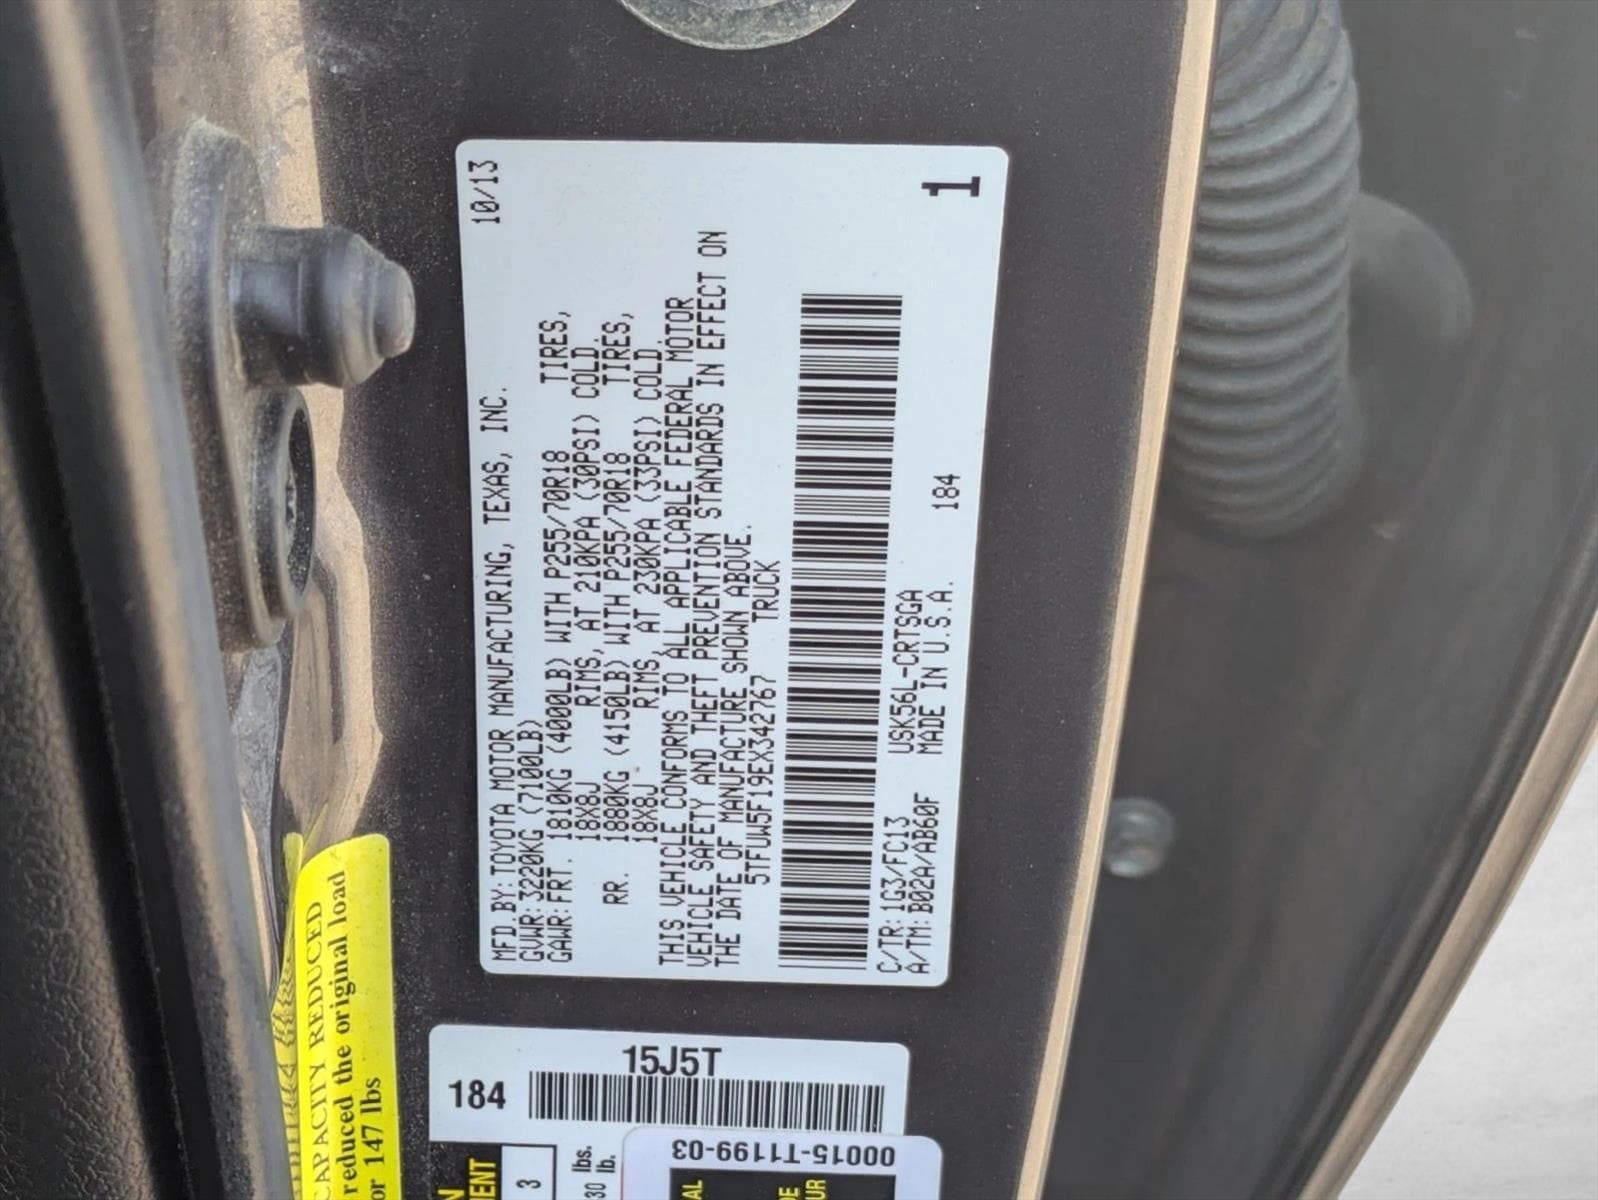 10/13
MFD.BY:TOYOTA MOTOR MANUFACTURING, TEXAS, INC.
GVWR:3220KG (7100LB)
GAWR:FRT. 1810KG (4000LB) WITH P255/70R18 TIRES,
18X8J RIMS, AT 210KPA (30PSI) COLD.
RR. 1880KG (4150LB) WITH P255/70R18 TIRES,
18X8J RIMS, AT 230KPA (33PSI) COLD.
THIS VEHICLE CONFORMS TO ALL APPLICABLE FEDERAL MOTOR
VEHICLE SAFETY AND THEFT PREVENTION STANDARDS IN EFFECT ON
THE DATE OF MANUFACTURE SHOWN ABOVE.
5TFUW5F19EX342767 TRUCK
C/TR:1G3/FC13 USK56L-CRTSGA
A/TM:B02A/AB60F MADE IN U.S.A. 184
1
CAPACITY REDUCED
reduced the original load
or 147 lbs
15J5T
184
00015-T1199-03
3
lbs.
30 lb.